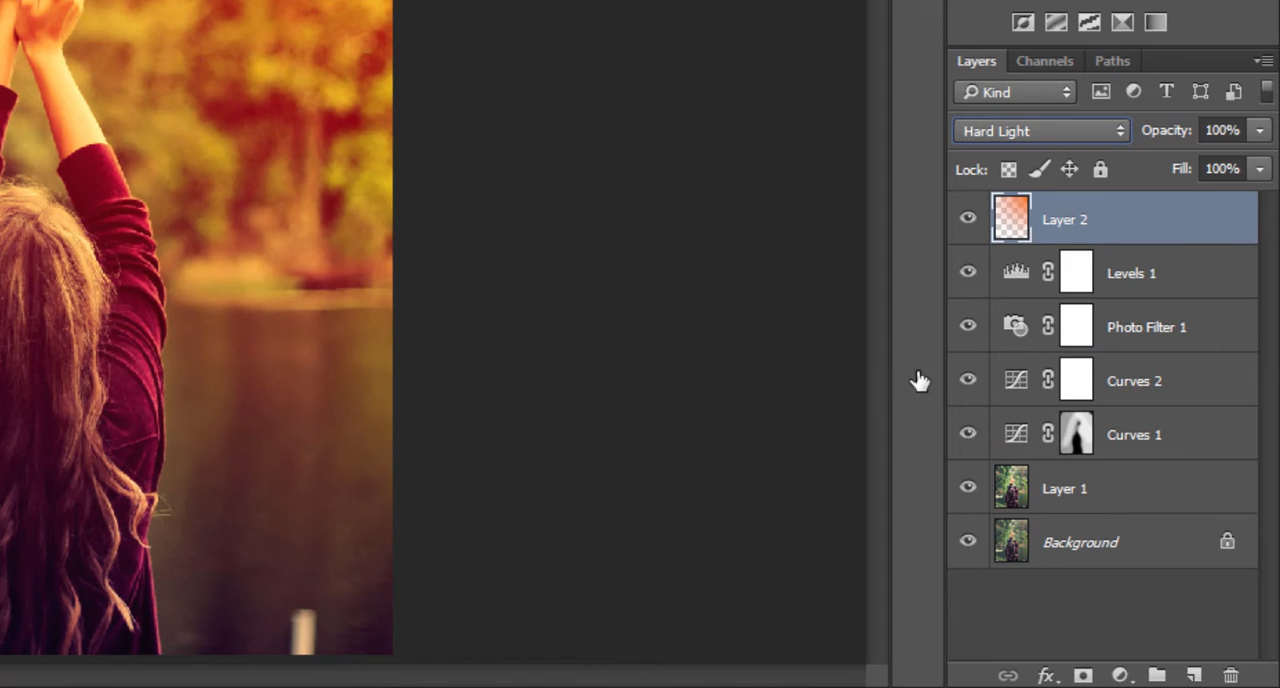 Layers Channels Paths
Kind
Hard Light Opacity: 100%
Lock: Fill: 100%
Layer 2
Levels 1
Photo Filter 1
Curves 2
Curves 1
Layer 1
Background
fx